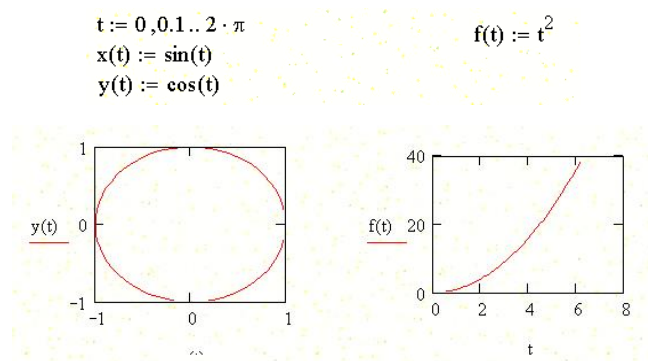 t := 0 ,0.1 .. 2 · π
x(t) := sin(t)
y(t) := cos(t)
f(t) := t²
1
y(t)
0
−1
−1
0
1
40
f(t)
20
0
0
2
4
6
8
t